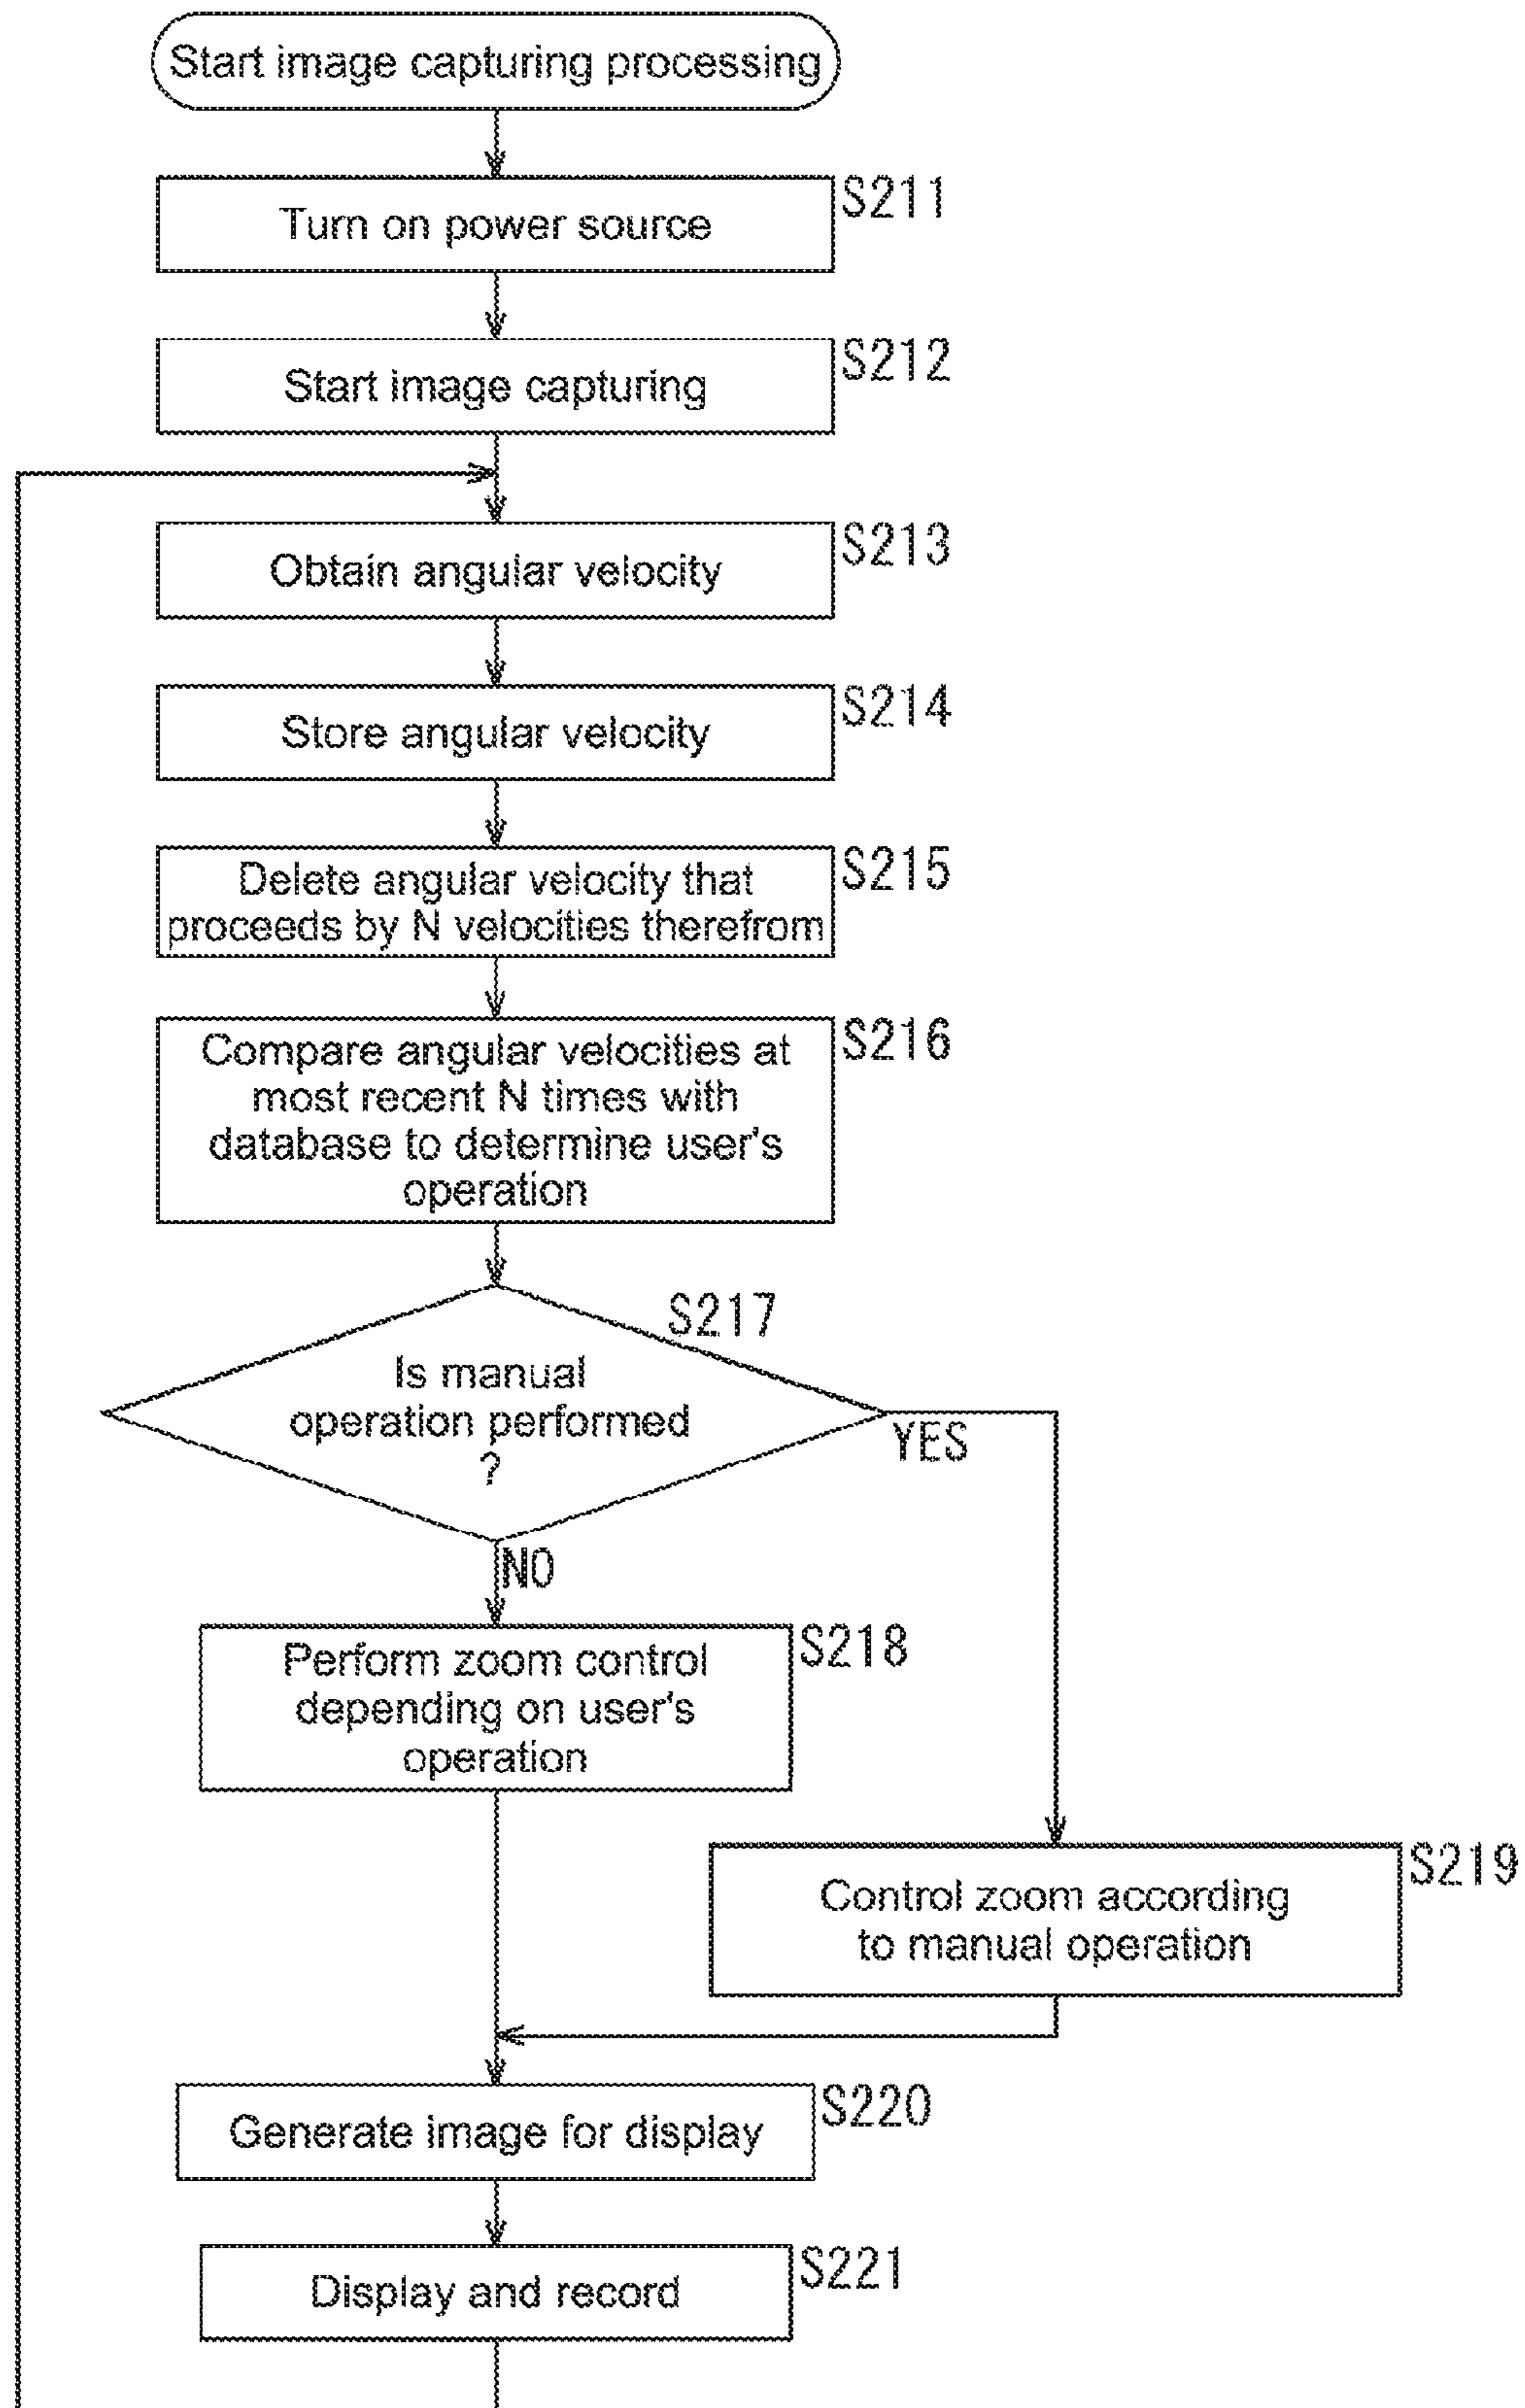 Start image capturing processing
S211
Turn on power source
S212
Start image capturing
S213
Obtain angular velocity
S214
Store angular velocity
S215
Delete angular velocity that
proceeds by N velocities therefrom
S216
Compare angular velocities at
most recent N times with
database to determine user's
operation
S217
Is manual
operation performed
?
YES
NO
S218
Perform zoom control
depending on user's
operation
S219
Control zoom according
to manual operation
S220
Generate image for display
S221
Display and record